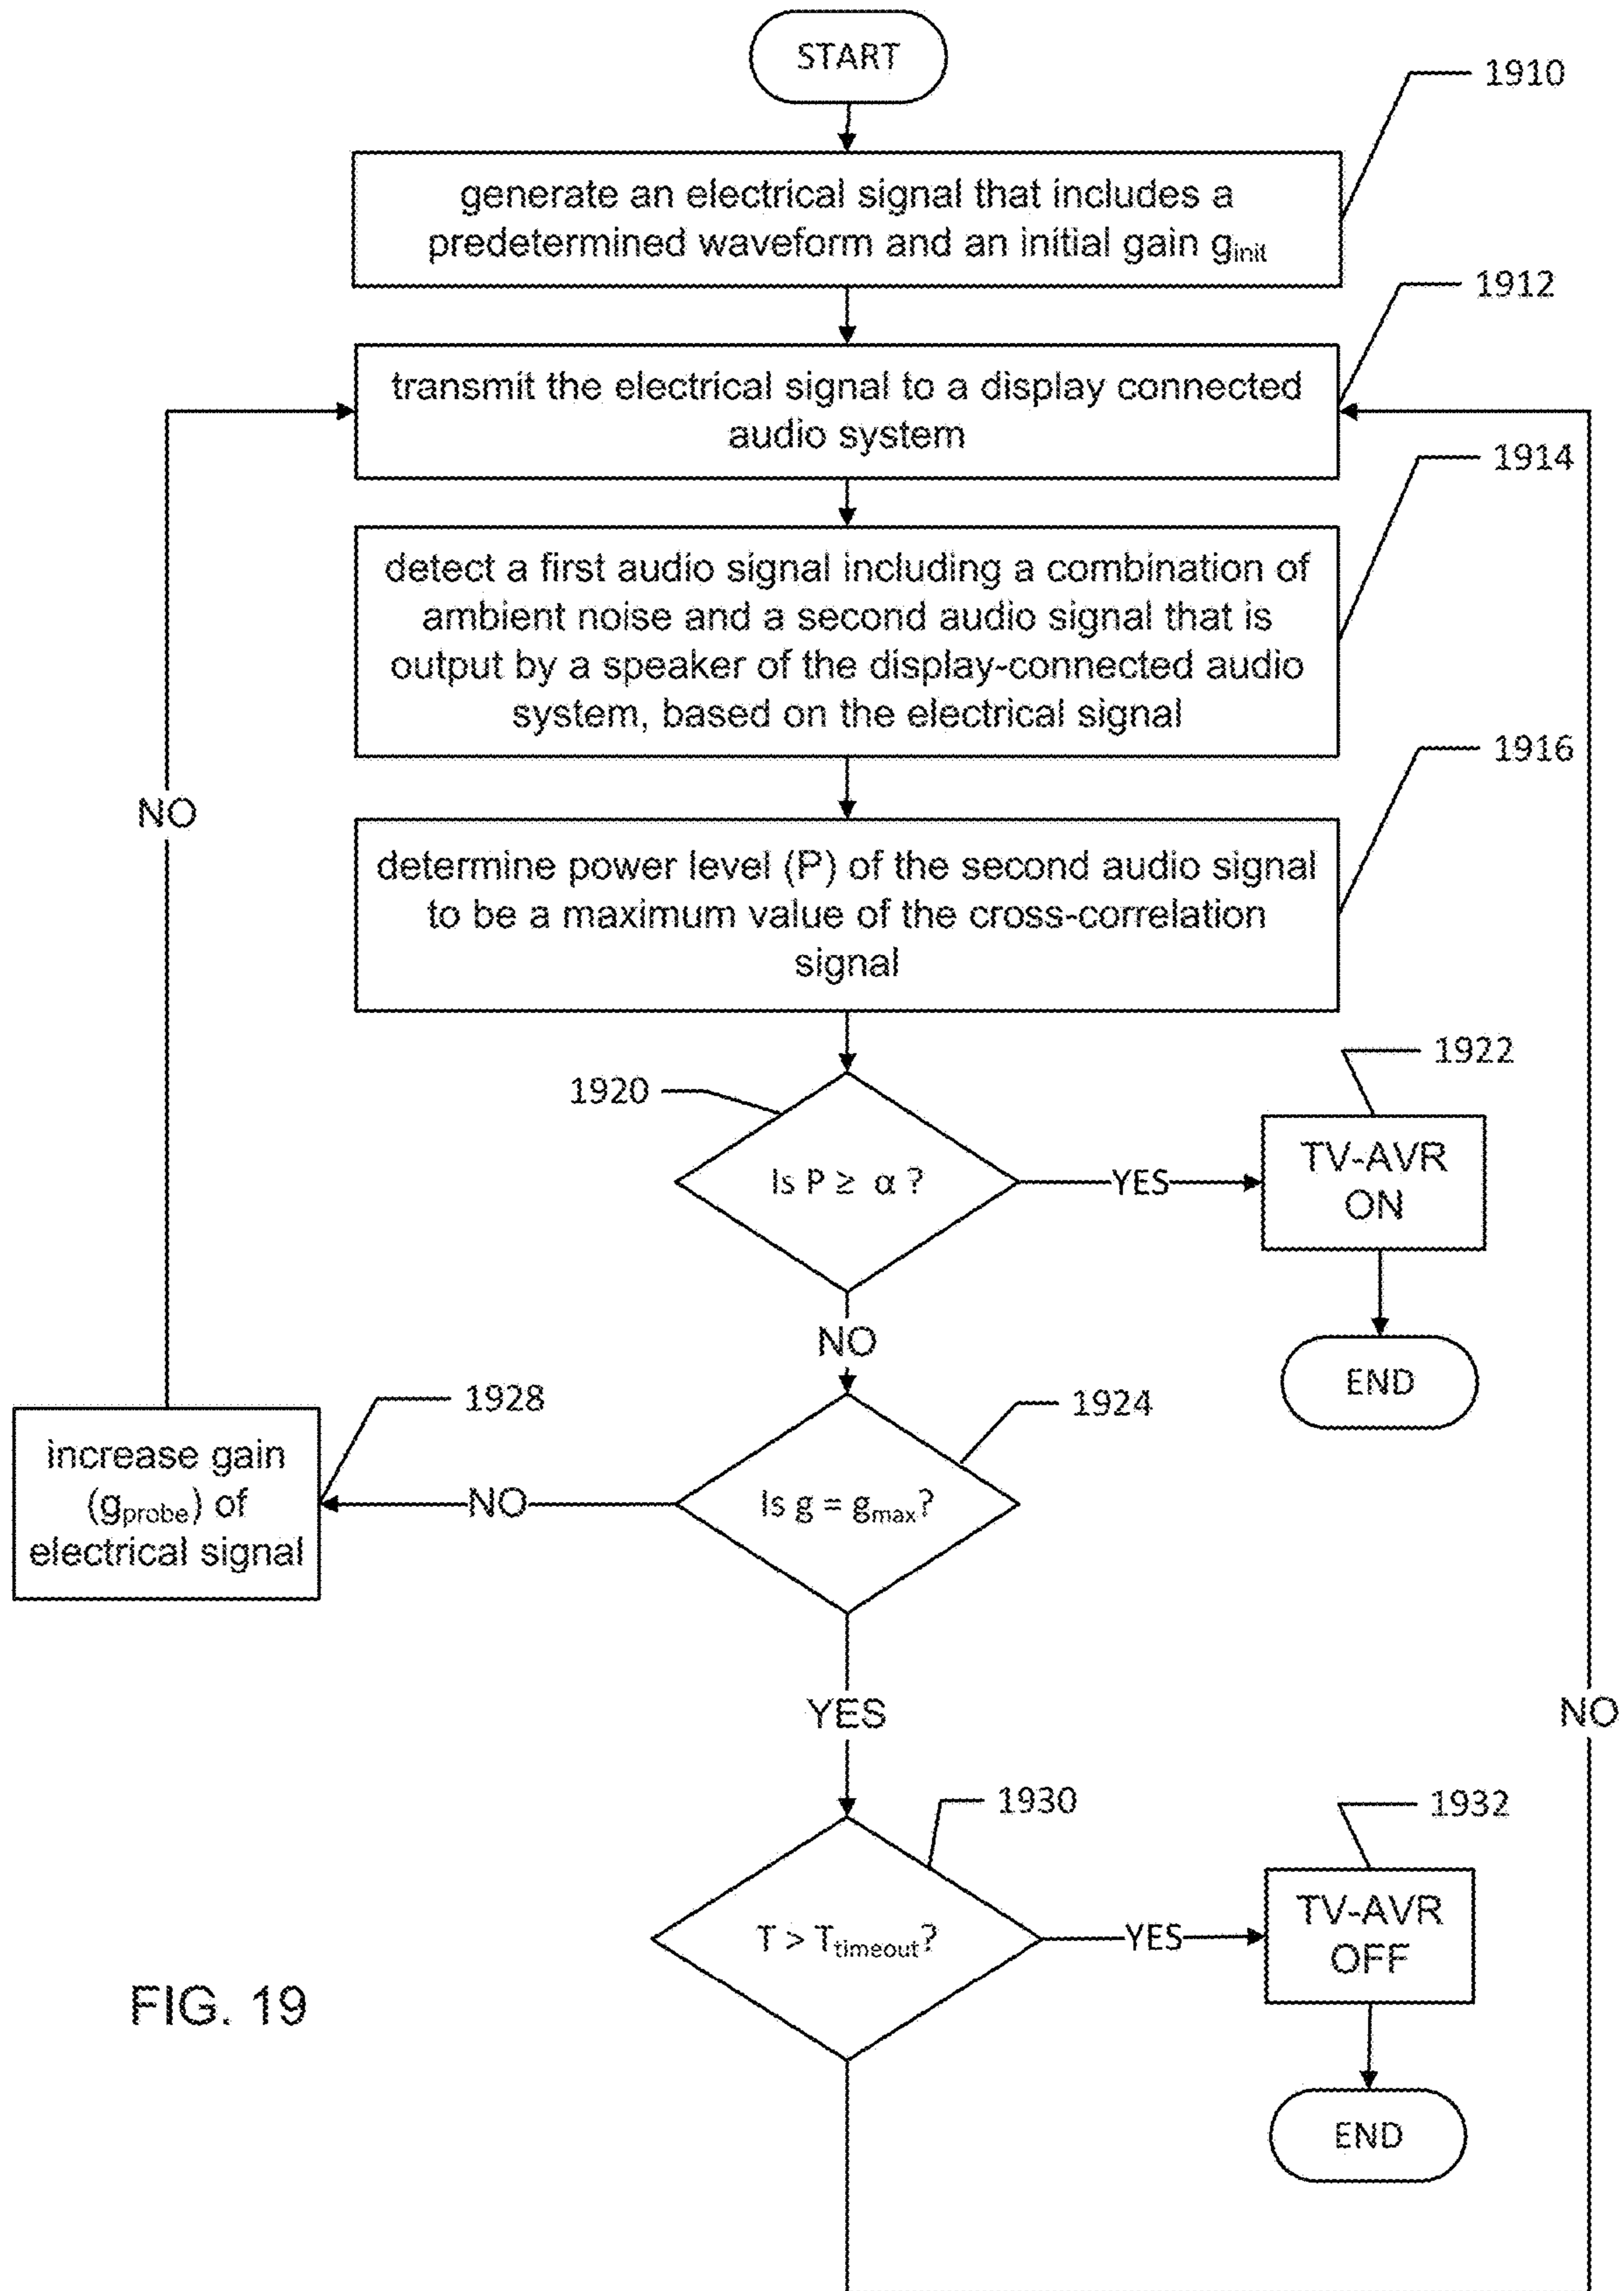 START
1910
generate an electrical signal that includes a
predetermined waveform and an initial gain ginit
1912
transmit the electrical signal to a display connected
audio system
1914
detect a first audio signal including a combination of
ambient noise and a second audio signal that is
output by a speaker of the display-connected audio
system, based on the electrical signal
1916
NO
determine power level (P) of the second audio signal
to be a maximum value of the cross-correlation
signal
1920
1922
Is P ≥ α ?
YES
TV-AVR
ON
NO
END
1928
1924
increase gain
(gprobe) of
electrical signal
NO
Is g = gmax?
YES
NO
1930
1932
T > Ttimeout?
YES
TV-AVR
OFF
FIG. 19
END